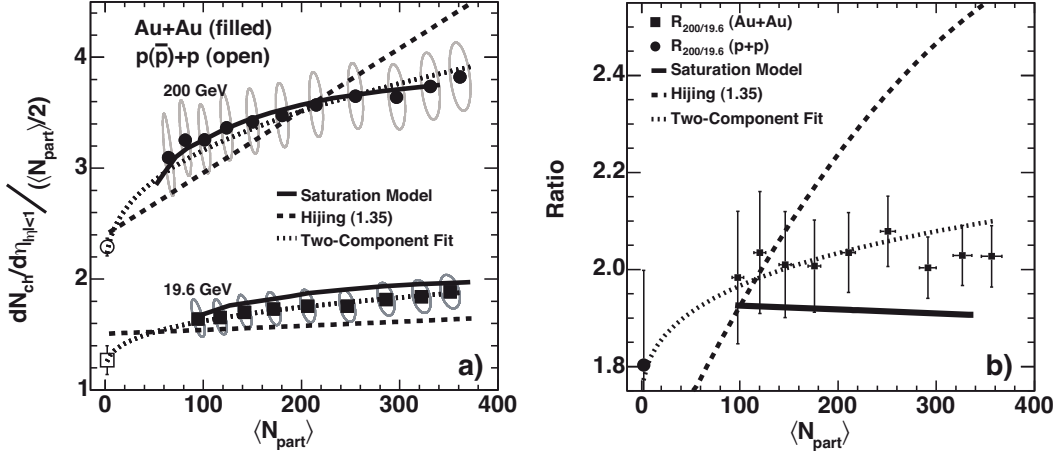 Au+Au (filled)
p(p̅)+p (open)
200 GeV
Saturation Model
Hijing (1.35)
Two-Component Fit
19.6 GeV
a)
4
3
2
1
0 100 200 300 400
⟨N_part⟩
dN_ch/dη_|η|<1 / (⟨N_part⟩/2)
R_200/19.6 (Au+Au)
R_200/19.6 (p+p)
Saturation Model
Hijing (1.35)
Two-Component Fit
b)
2.4
2.2
2.0
1.8
0 100 200 300 400
⟨N_part⟩
Ratio